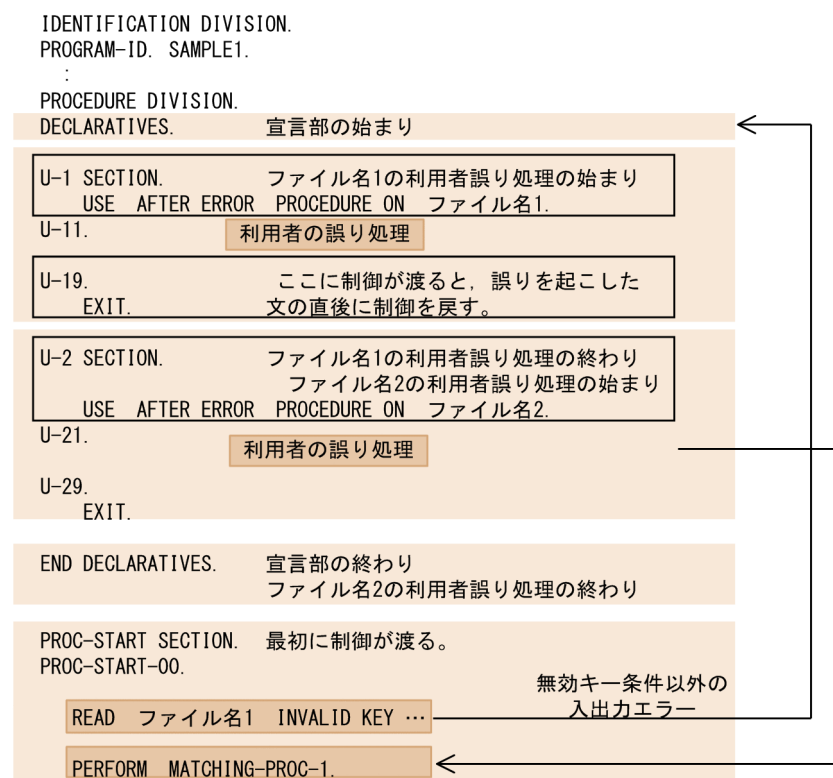 IDENTIFICATION DIVISION.
PROGRAM-ID. SAMPLE1.
:
PROCEDURE DIVISION.
DECLARATIVES. 宣言部の始まり
U-1 SECTION. ファイル名1の利用者誤り処理の始まり
USE AFTER ERROR PROCEDURE ON ファイル名1.
U-11. 利用者の誤り処理
U-19. ここに制御が渡ると，誤りを起こした
EXIT. 文の直後に制御を戻す。
U-2 SECTION. ファイル名1の利用者誤り処理の終わり
ファイル名2の利用者誤り処理の始まり
USE AFTER ERROR PROCEDURE ON ファイル名2.
U-21. 利用者の誤り処理
U-29.
EXIT.
END DECLARATIVES. 宣言部の終わり
ファイル名2の利用者誤り処理の終わり
PROC-START SECTION. 最初に制御が渡る。
PROC-START-00.
無効キー条件以外の
入出力エラー
READ ファイル名1 INVALID KEY …
PERFORM MATCHING-PROC-1.